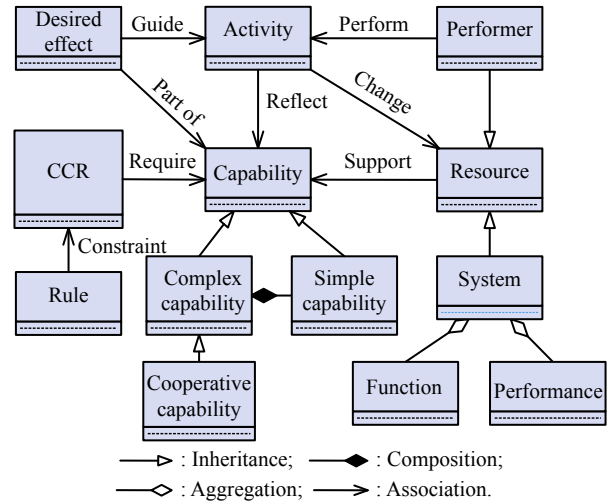 Desired
effect
Guide
Activity
Perform
Performer
Part of
Reflect
Change
CCR
Require
Capability
Support
Resource
Constraint
Rule
Complex
capability
Simple
capability
System
Cooperative
capability
Function
Performance
: Inheritance;
: Composition;
: Aggregation;
: Association.